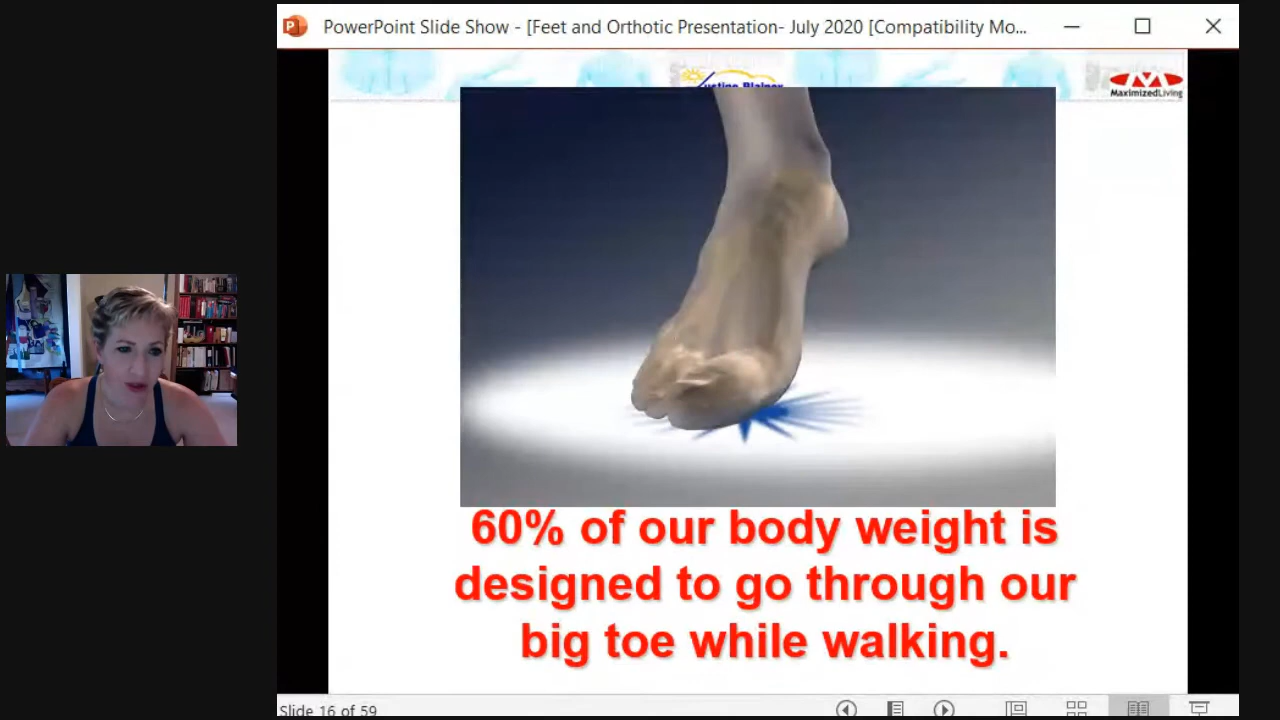 PowerPoint Slide Show - [Feet and Orthotic Presentation- July 2020 [Compatibility Mo...
MaximizedLiving
60% of our body weight is
designed to go through our
big toe while walking.
Slide 16 of 59